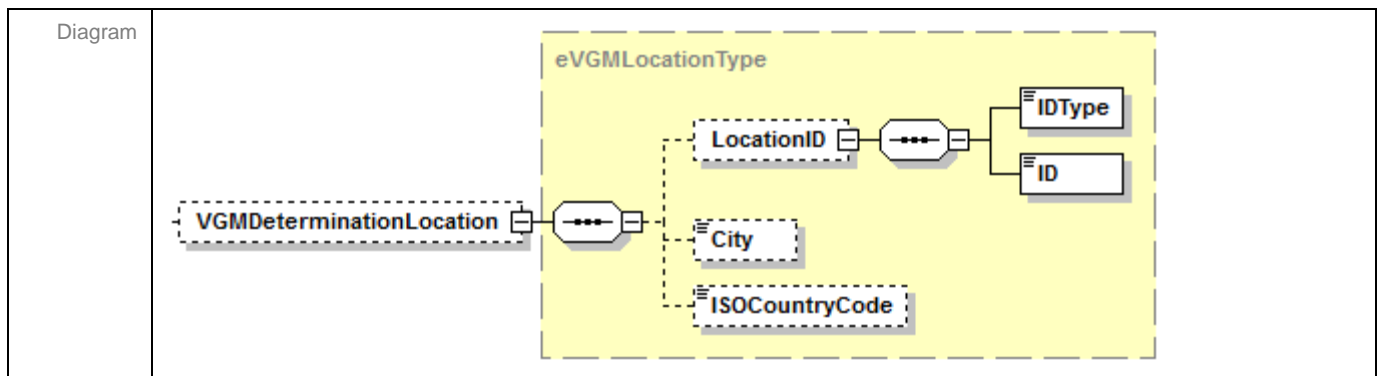 Diagram
eVGMLocationType
IDType
LocationID
ID
VGMDeterminationLocation
City
ISOCountryCode